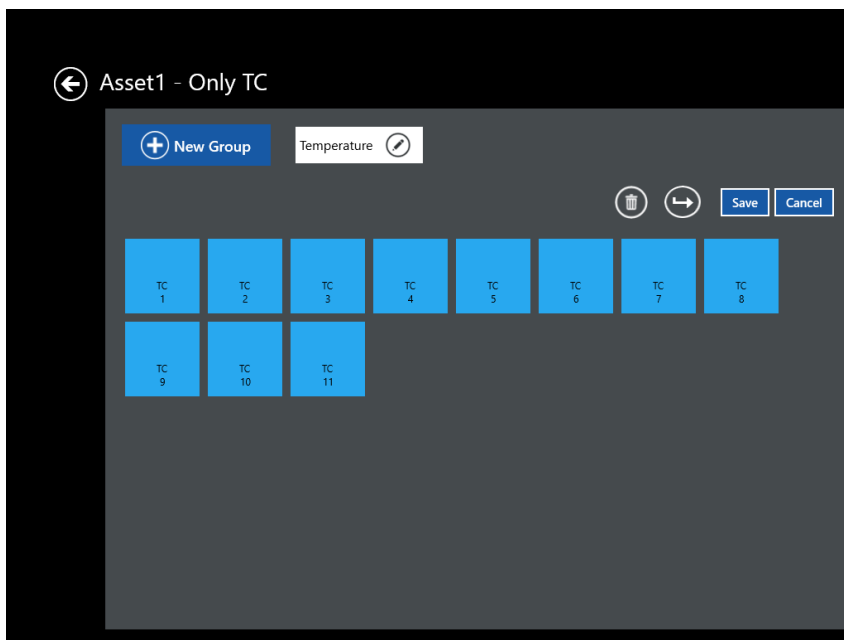 Asset1 - Only TC
New Group
Temperature
Save
Cancel
TC
1
TC
2
TC
3
TC
4
TC
5
TC
6
TC
7
TC
8
TC
9
TC
10
TC
11